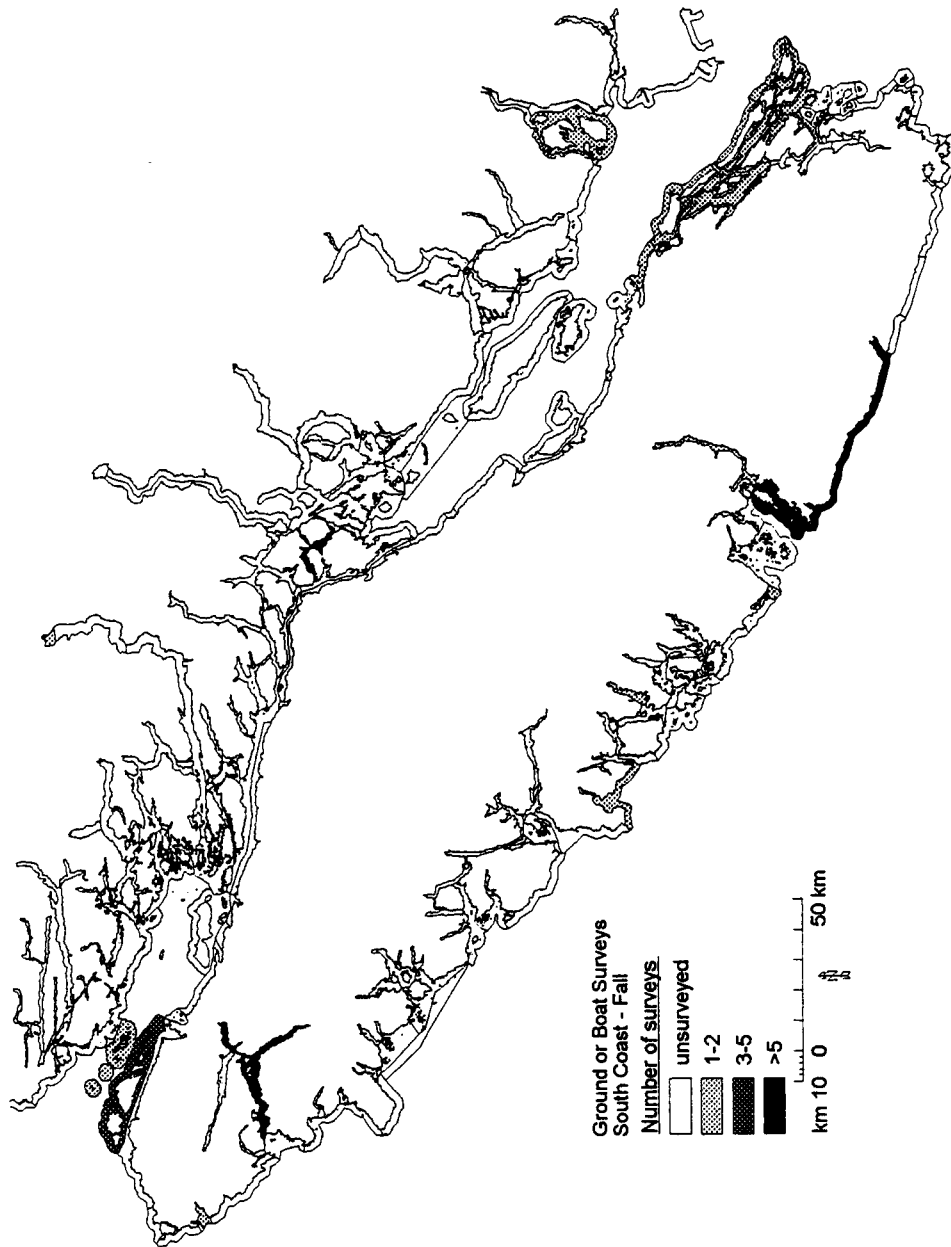 Ground or Boat Surveys
South Coast - Fall
Number of surveys
unsurveyed
1-2
3-5
>5
km 10 0 50 km